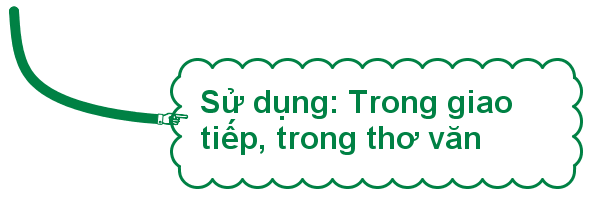 Sử dụng: Trong giao
tiếp, trong thơ văn